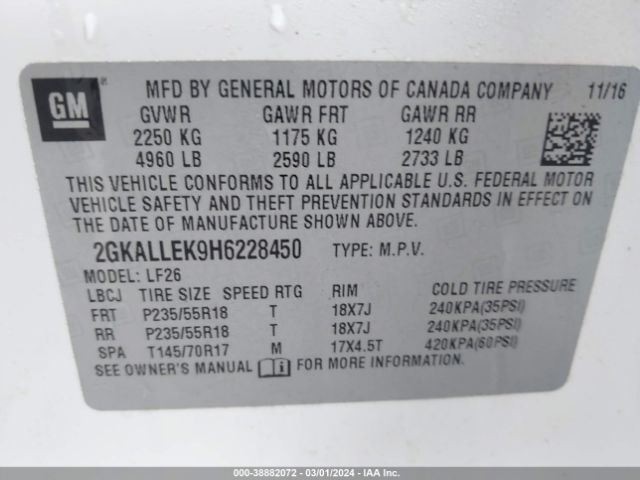 GM MFD BY GENERAL MOTORS OF CANADA COMPANY 11/16
GVWR GAWR FRT GAWR RR
2250 KG 1175 KG 1240 KG
4960 LB 2590 LB 2733 LB
THIS VEHICLE CONFORMS TO ALL APPLICABLE U.S. FEDERAL MOTOR
VEHICLE SAFETY AND THEFT PREVENTION STANDARDS IN EFFECT ON
THE DATE OF MANUFACTURE SHOWN ABOVE.
2GKALLEK9H6228450 TYPE: M.P.V.
MODEL: LF26
LBCJ TIRE SIZE SPEED RTG RIM COLD TIRE PRESSURE
FRT P235/55R18 T 18X7J 240KPA(35PSI)
RR P235/55R18 T 18X7J 240KPA(35PSI)
SPA T145/70R17 M 17X4.5T 420KPA(60PSI)
SEE OWNER'S MANUAL FOR MORE INFORMATION.
000-38882072 - 03/01/2024 - IAA Inc.